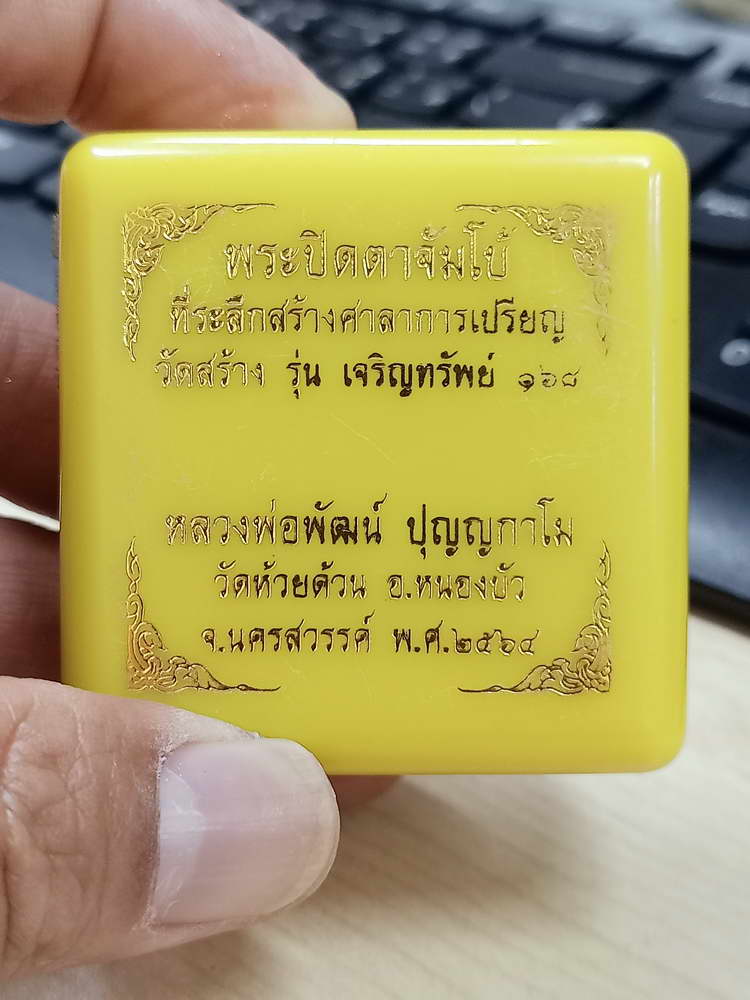 พระปิดตาจัมโบ้
ที่ระลึกสร้างศาลาการเปรียญ
วัดสร้าง รุ่น เจริญทรัพย์ ๑๖๘
หลวงพ่อพัฒน์ ปุญญกาโม
วัดห้วยด้วน อ.หนองบัว
จ.นครสวรรค์ พ.ศ.๒๕๖๔